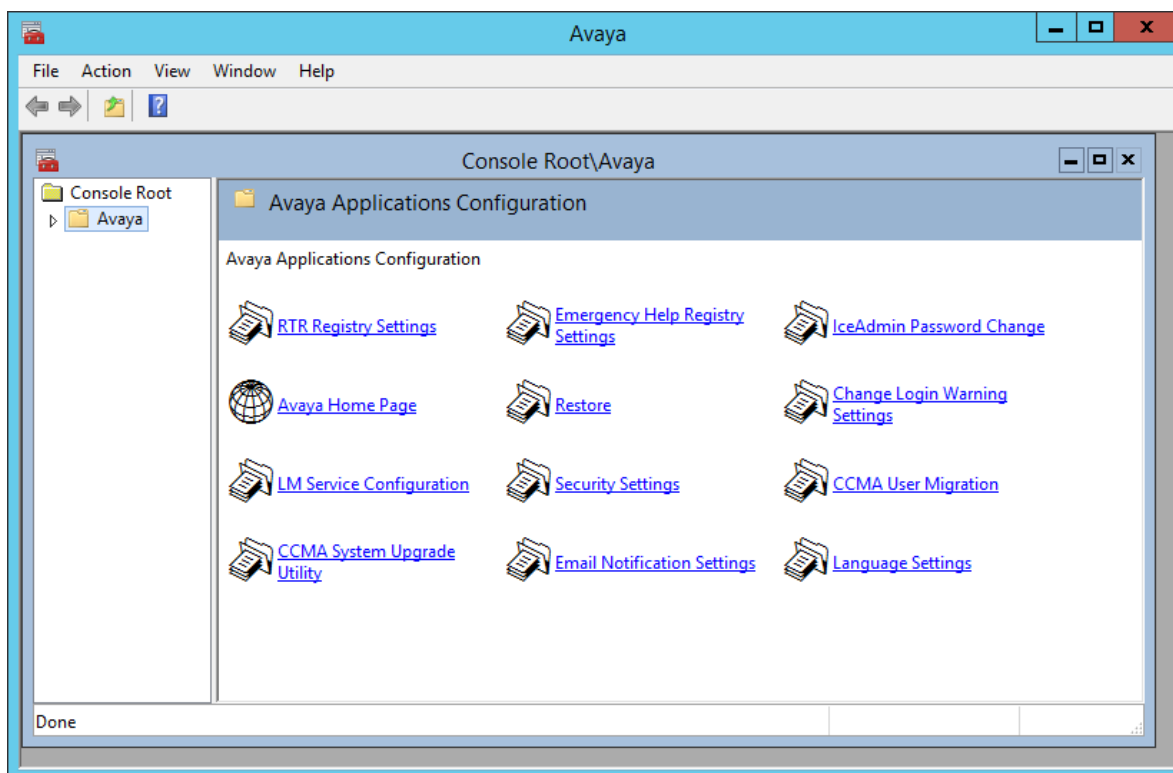 Avaya
File Action View Window Help
Console Root\Avaya
Console Root
Avaya
Avaya Applications Configuration
Avaya Applications Configuration
RTR Registry Settings
Emergency Help Registry
Settings
IceAdmin Password Change
Avaya Home Page
Restore
Change Login Warning
Settings
LM Service Configuration
Security Settings
CCMA User Migration
CCMA System Upgrade
Utility
Email Notification Settings
Language Settings
Done